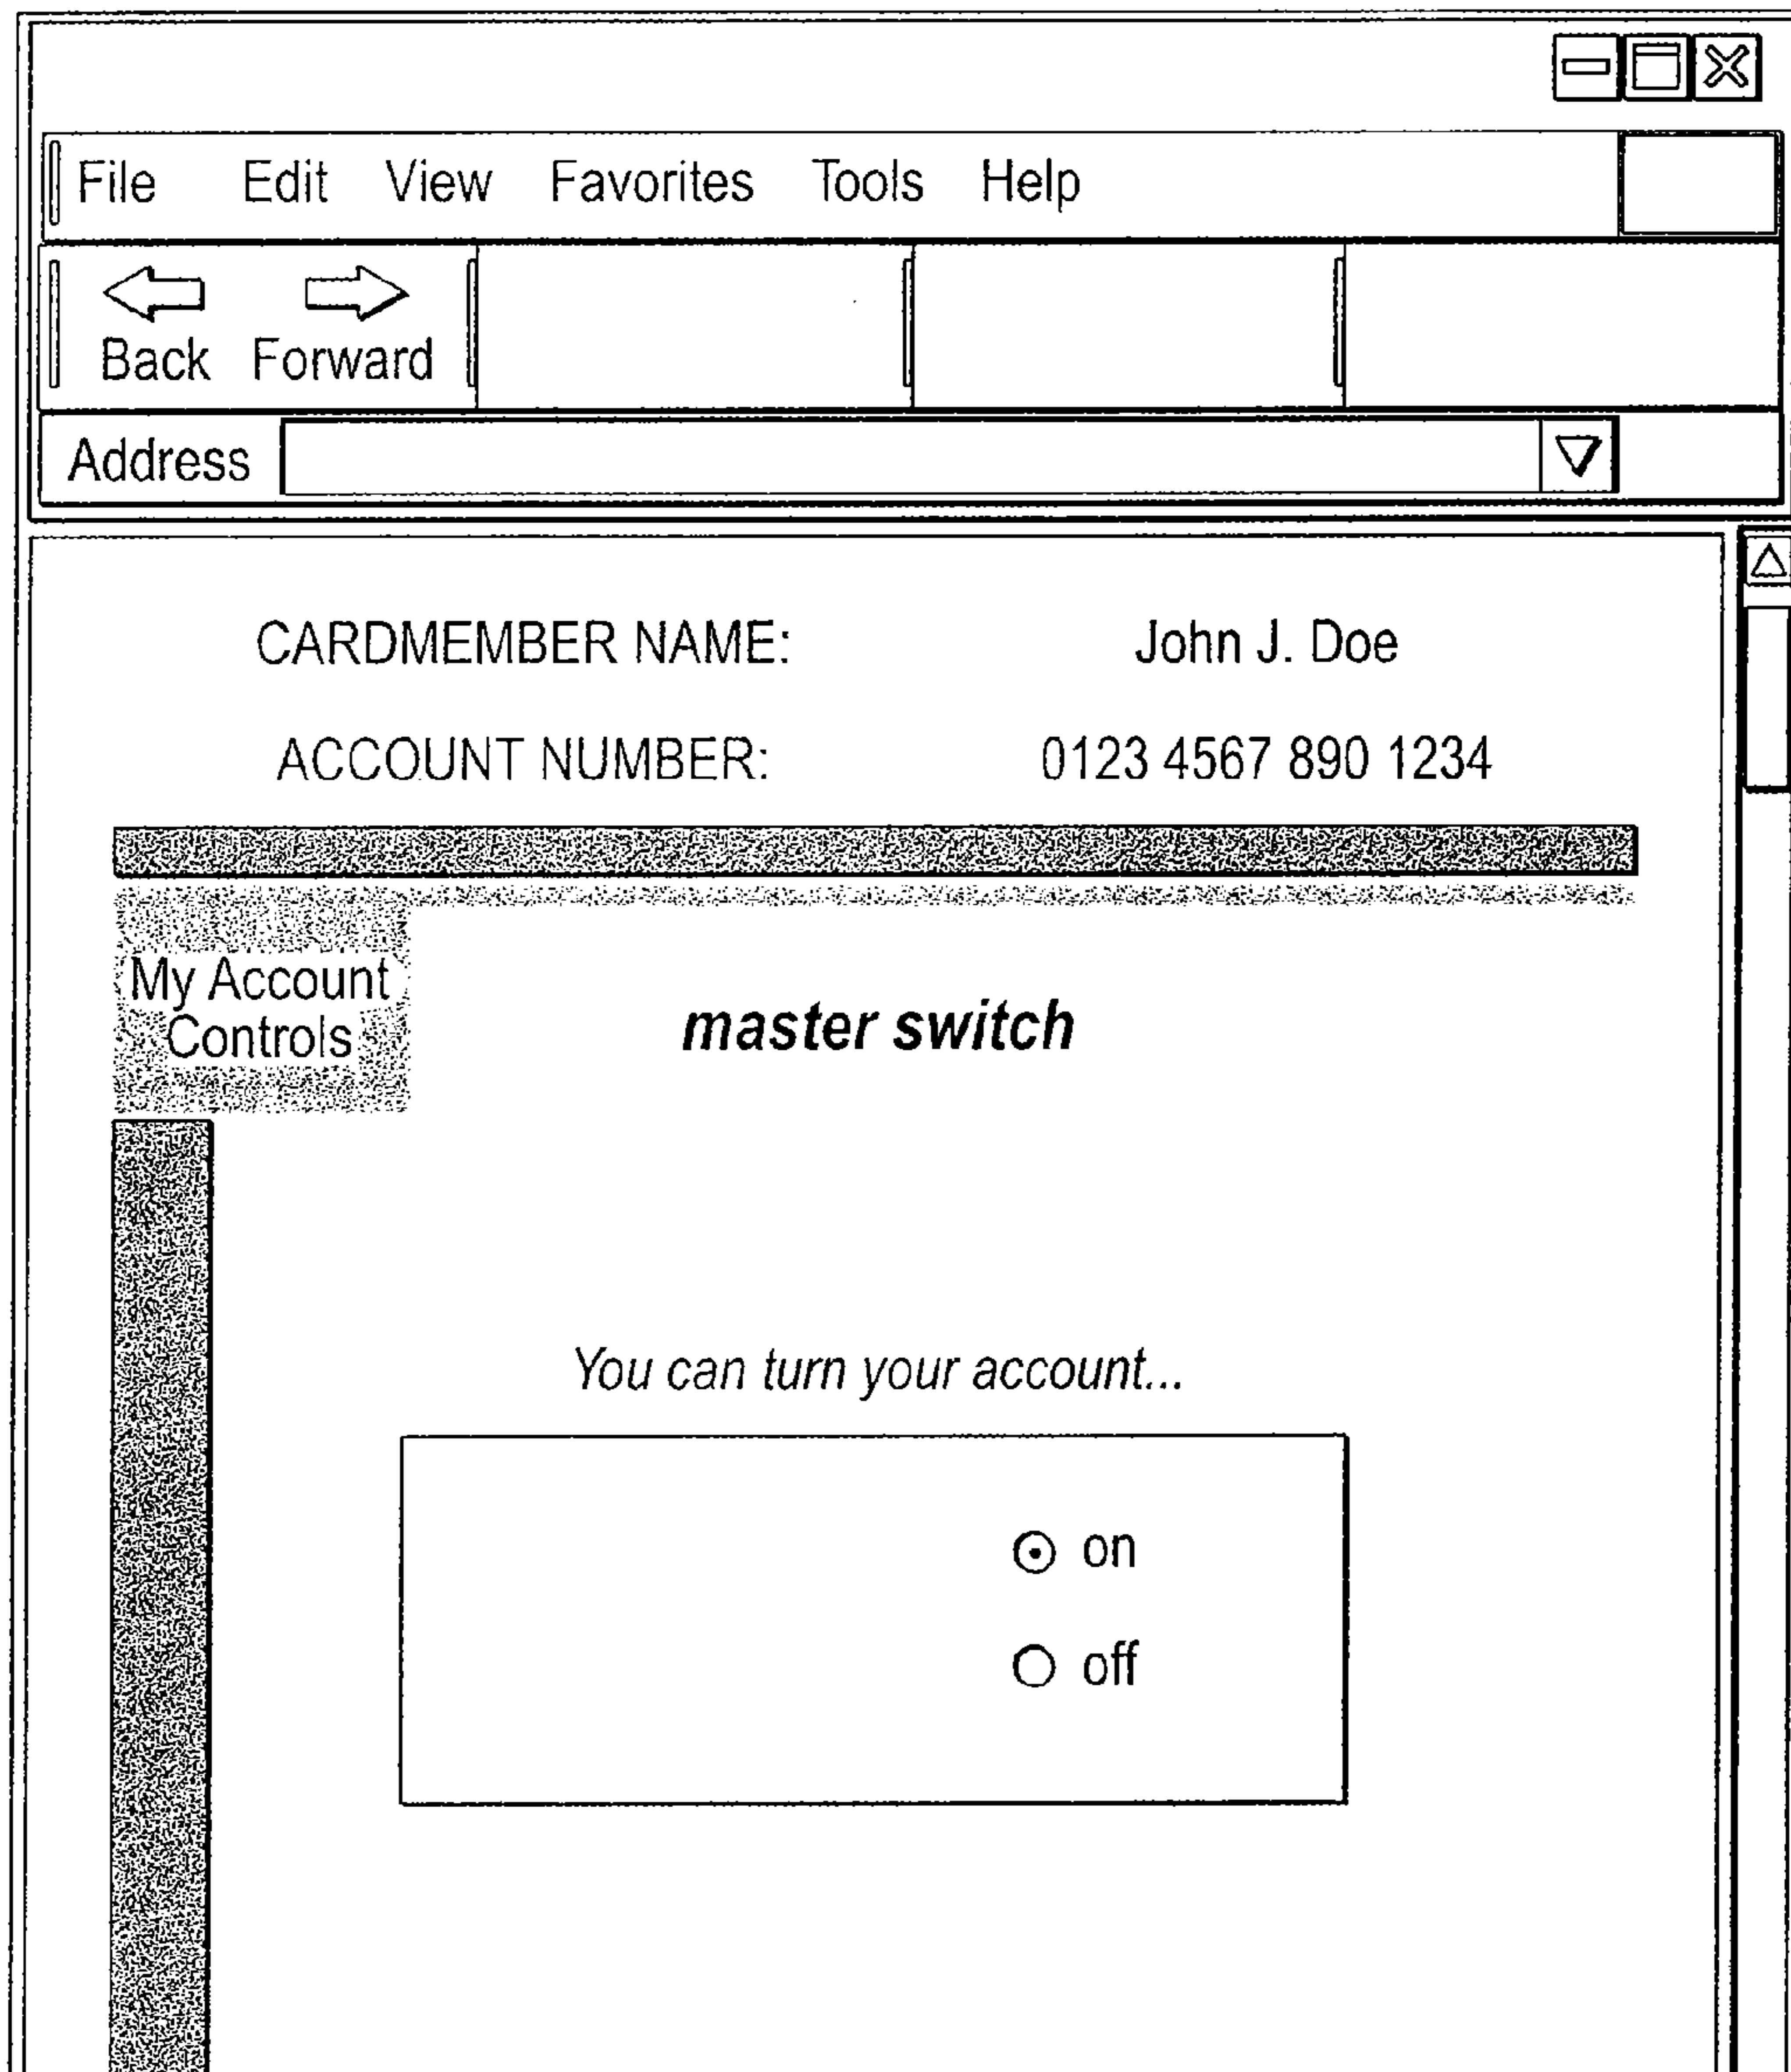 File Edit View Favorites Tools Help
Back Forward
Address
CARDMEMBER NAME: John J. Doe
ACCOUNT NUMBER: 0123 4567 890 1234
My Account
Controls
master switch
You can turn your account...
on
off